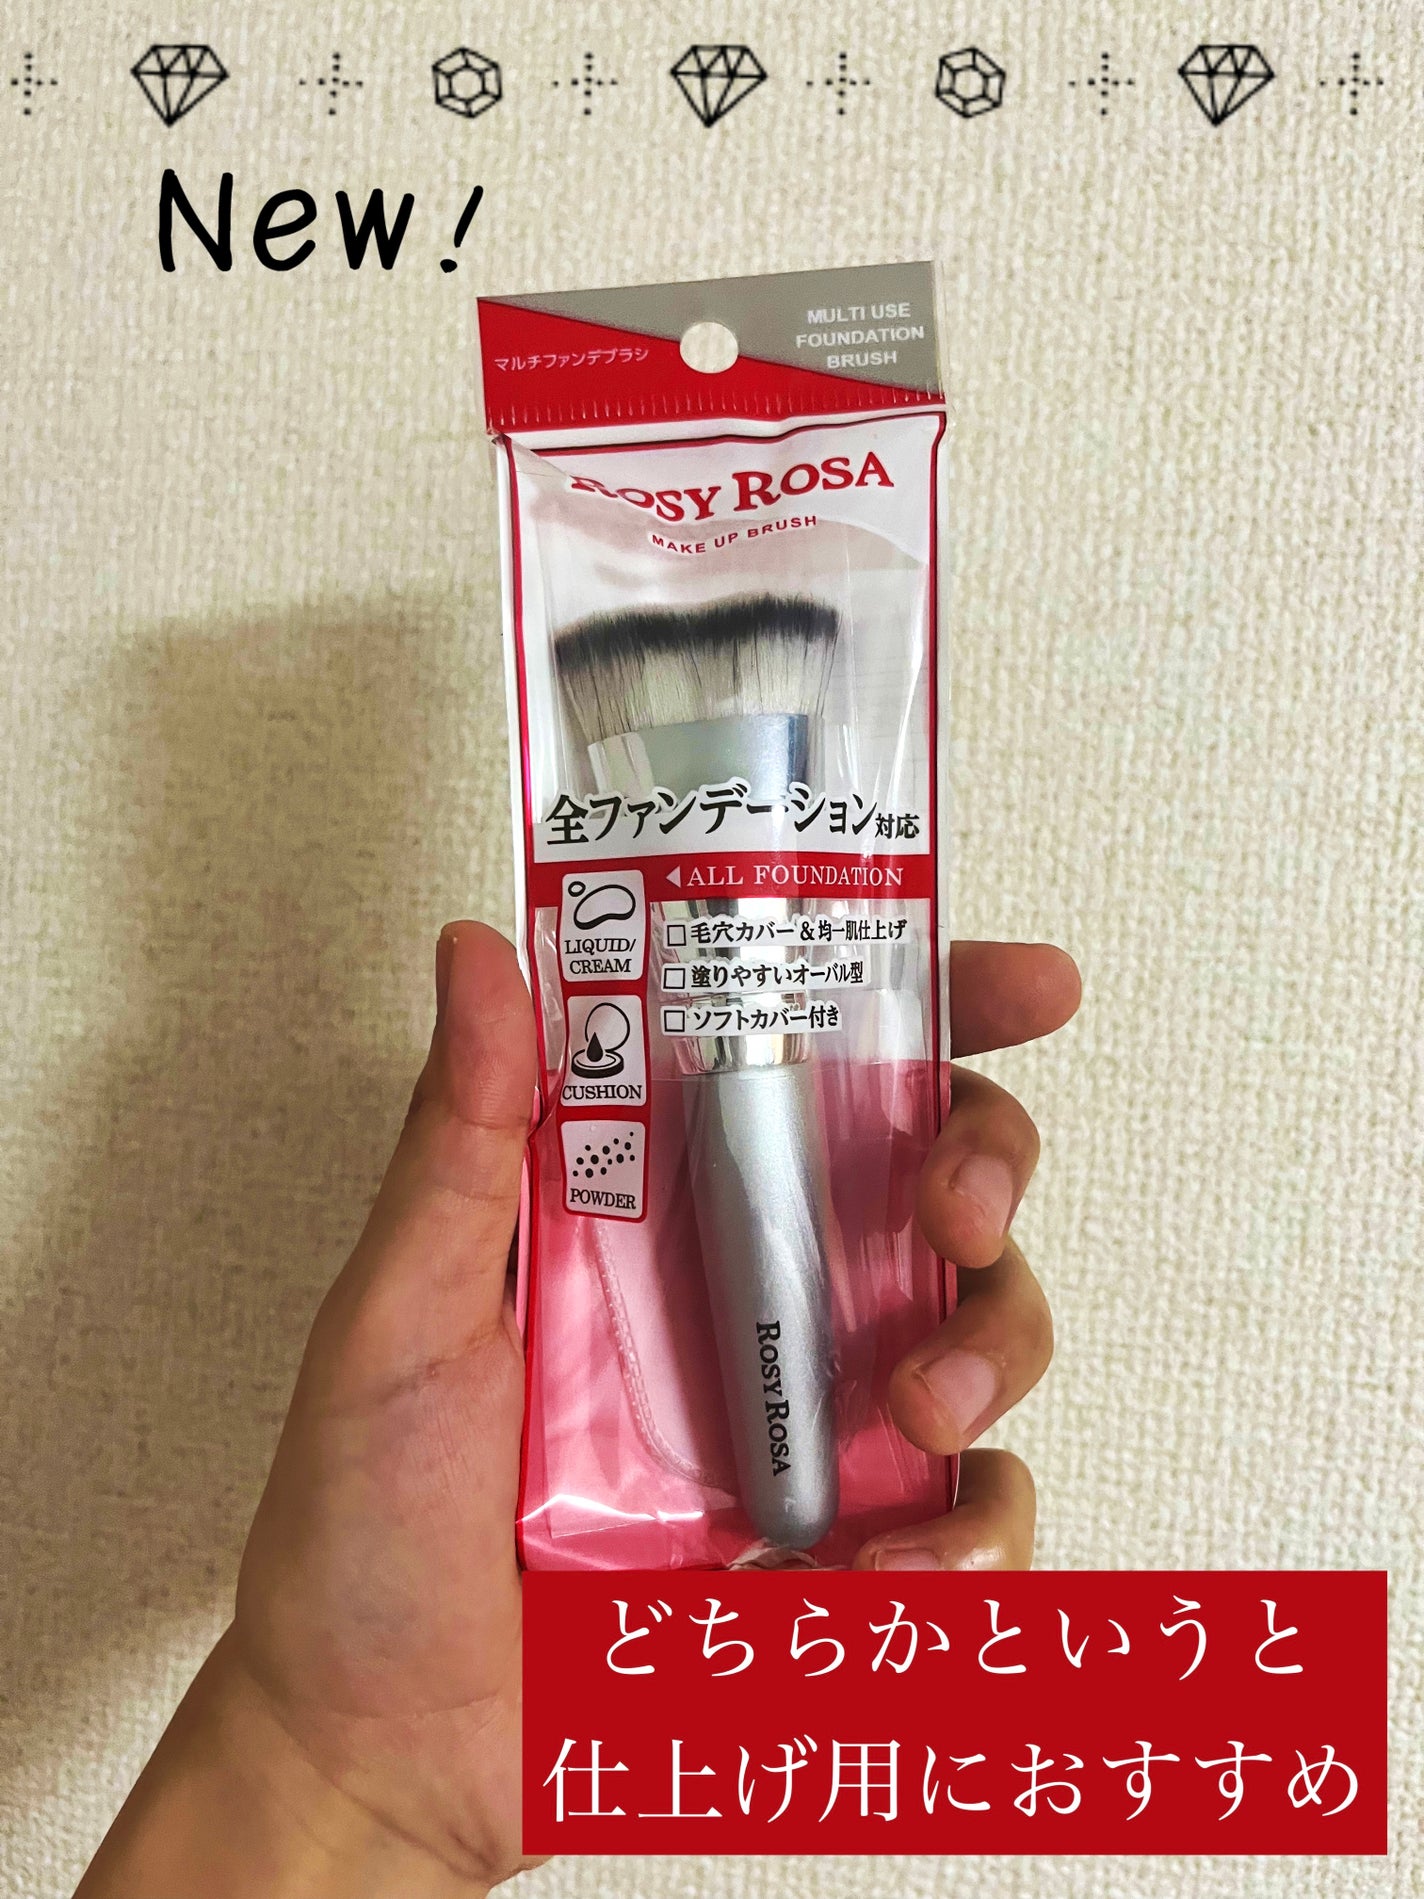 New!
マルチファンデブラシ
MULTI USE
FOUNDATION
BRUSH
ROSY ROSA
MAKE UP BRUSH
全ファンデーション対応
◀ALL FOUNDATION
LIQUID/
CREAM
□ 毛穴カバー＆均一肌仕上げ
□ 塗りやすいオーバル型
□ ソフトカバー付き
CUSHION
POWDER
ROSY ROSA
どちらかというと
仕上げ用におすすめ